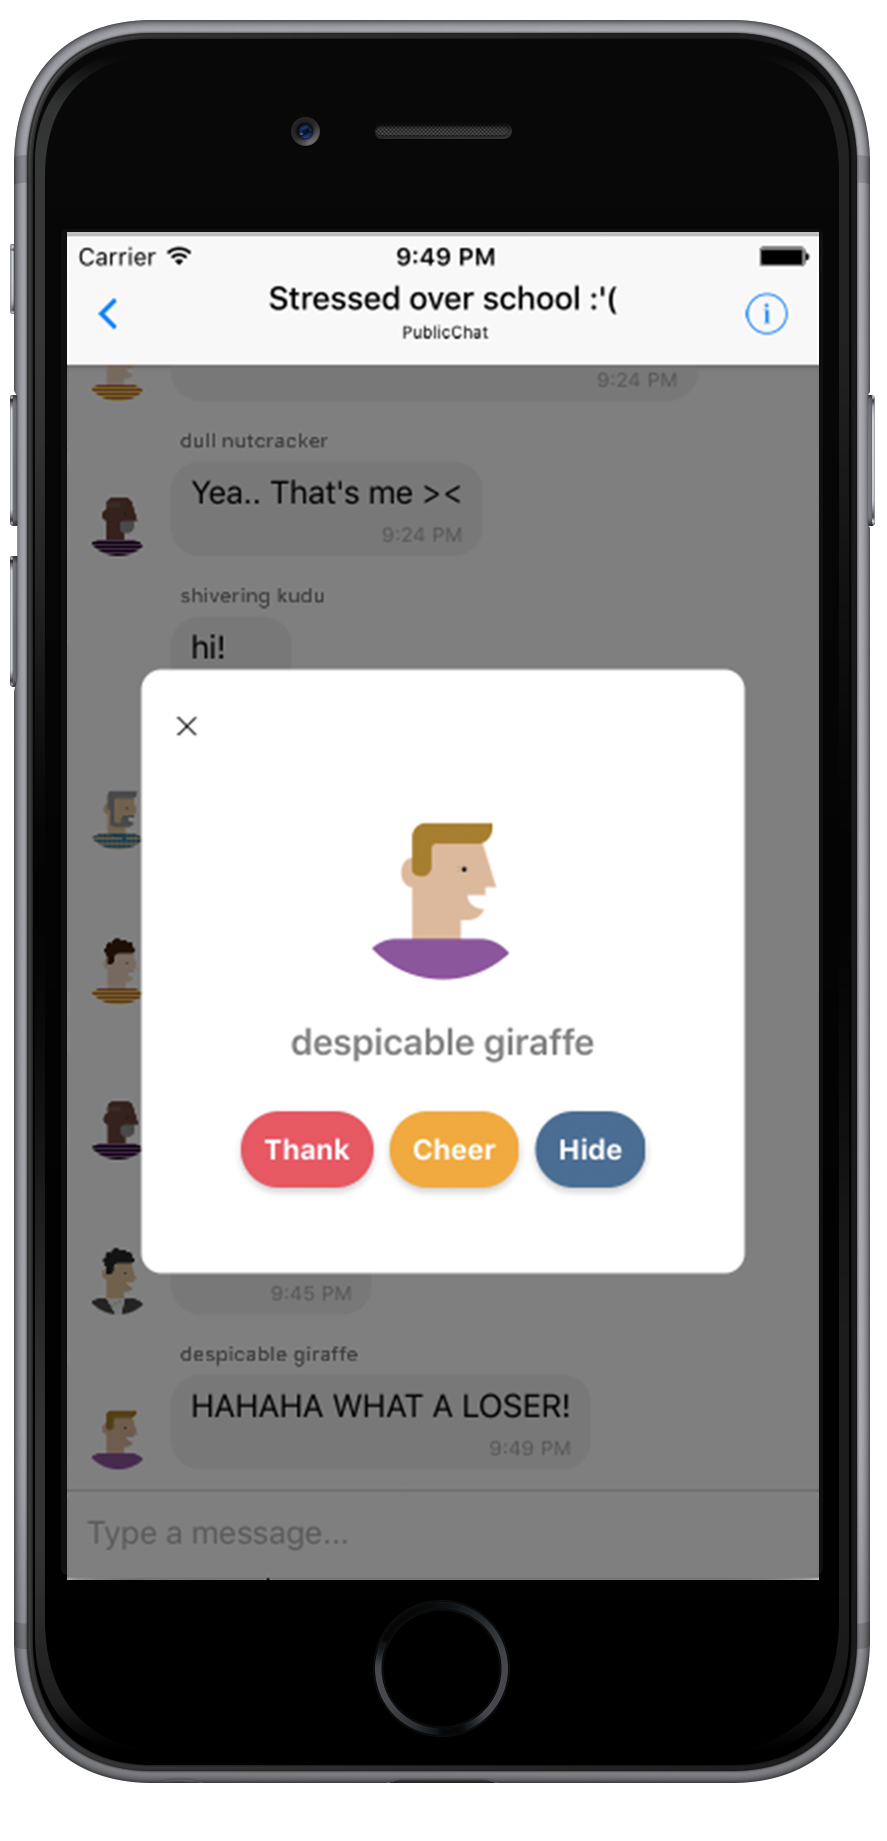 Carrier 9:49 PM
Stressed over school :'(
PublicChat
i
9:24 PM
dull nutcracker
Yea.. That's me ><
9:24 PM
shivering kudu
hi!
despicable giraffe
Thank Cheer Hide
9:45 PM
despicable giraffe
HAHAHA WHAT A LOSER!
9:49 PM
Type a message...